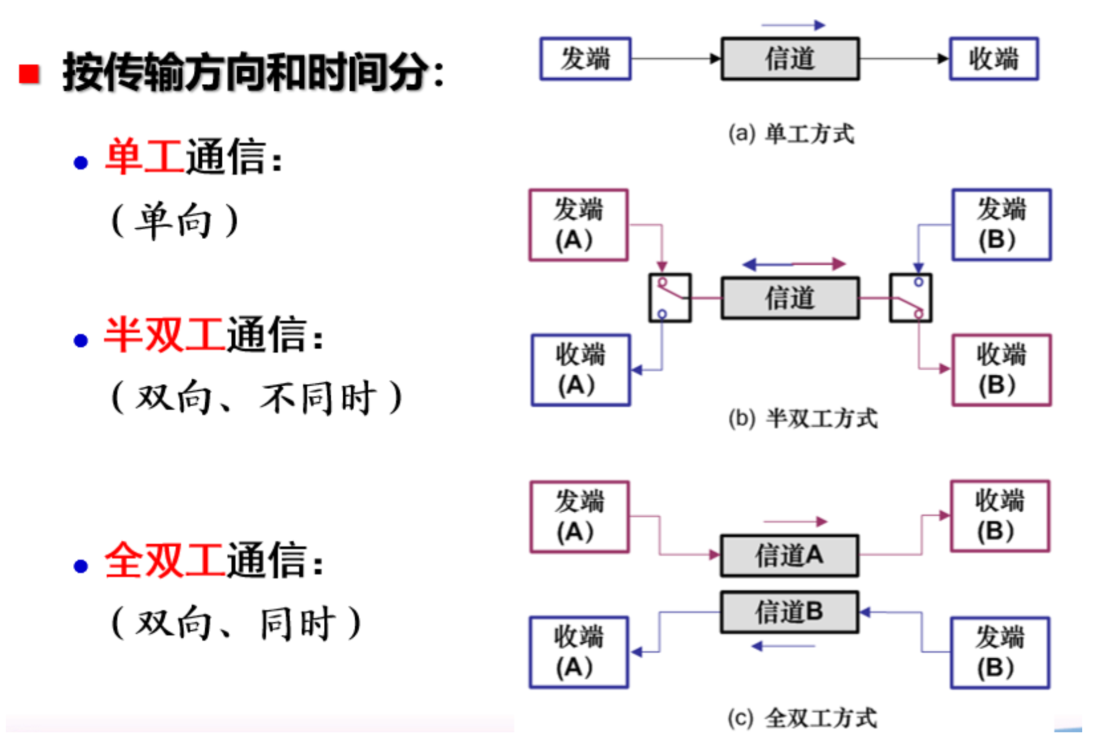 按传输方向和时间分：
单工通信：
（单向）
半双工通信：
（双向、不同时）
全双工通信：
（双向、同时）
发端
信道
收端
(a) 单工方式
发端
(A)
发端
(B)
信道
收端
(A)
收端
(B)
(b) 半双工方式
发端
(A)
收端
(B)
信道A
信道B
收端
(A)
发端
(B)
(c) 全双工方式